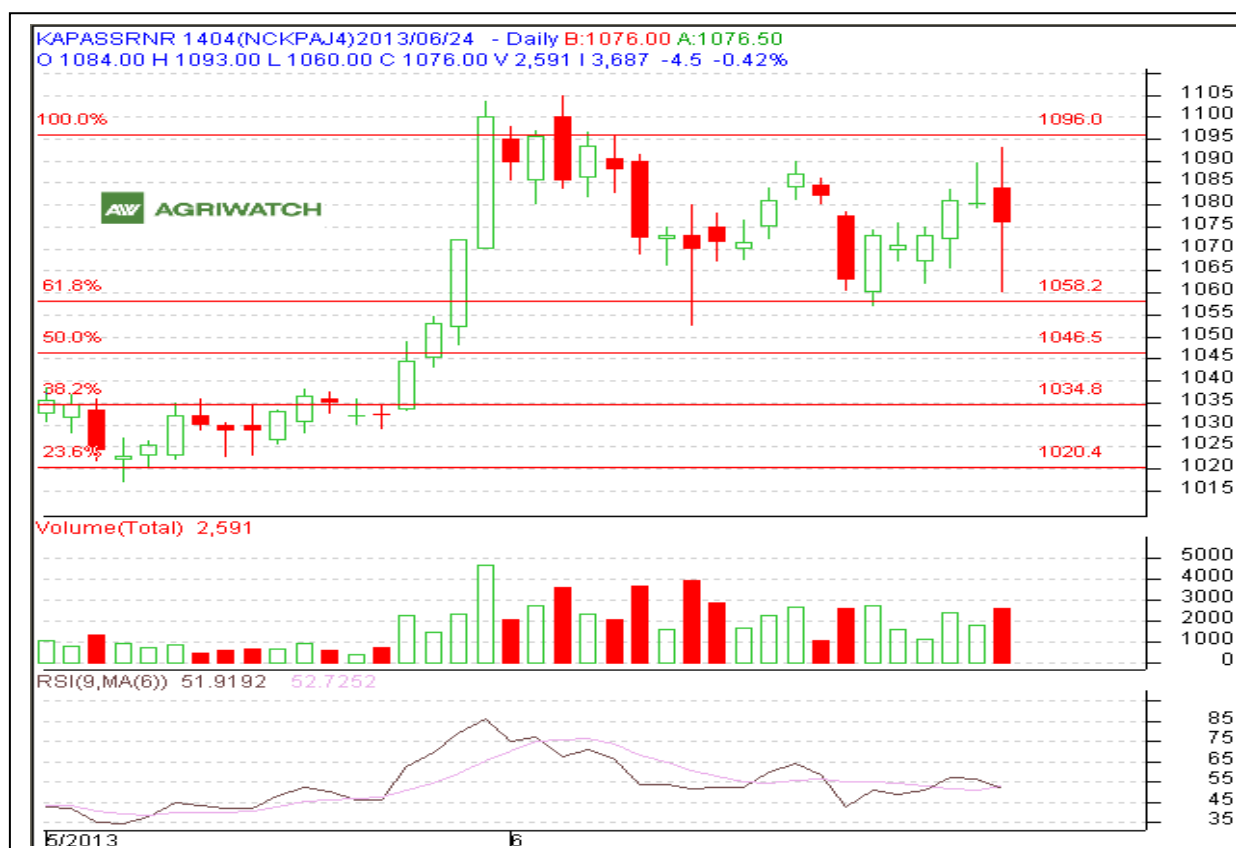 KAPASSRNR 1404(NCKPAJ4)2013/06/24 - Daily B:1076.00 A:1076.50
O 1084.00 H 1093.00 L 1060.00 C 1076.00 V 2,591 I 3,687 -4.5 -0.42%
1105
1100
100.0% 1096.0 1095
1090
1085
AW AGRIWATCH 1080
1075
1070
1065
61.8% 1058.2 1060
1055
50.0% 1046.5 1050
1045
1040
38.2% 1034.8 1035
1030
1025
23.6% 1020.4 1020
1015
Volume(Total) 2,591
5000
4000
3000
2000
1000
0
RSI(9,MA(6)) 51.9192 52.7252
85
75
65
55
45
35
5/2013 6